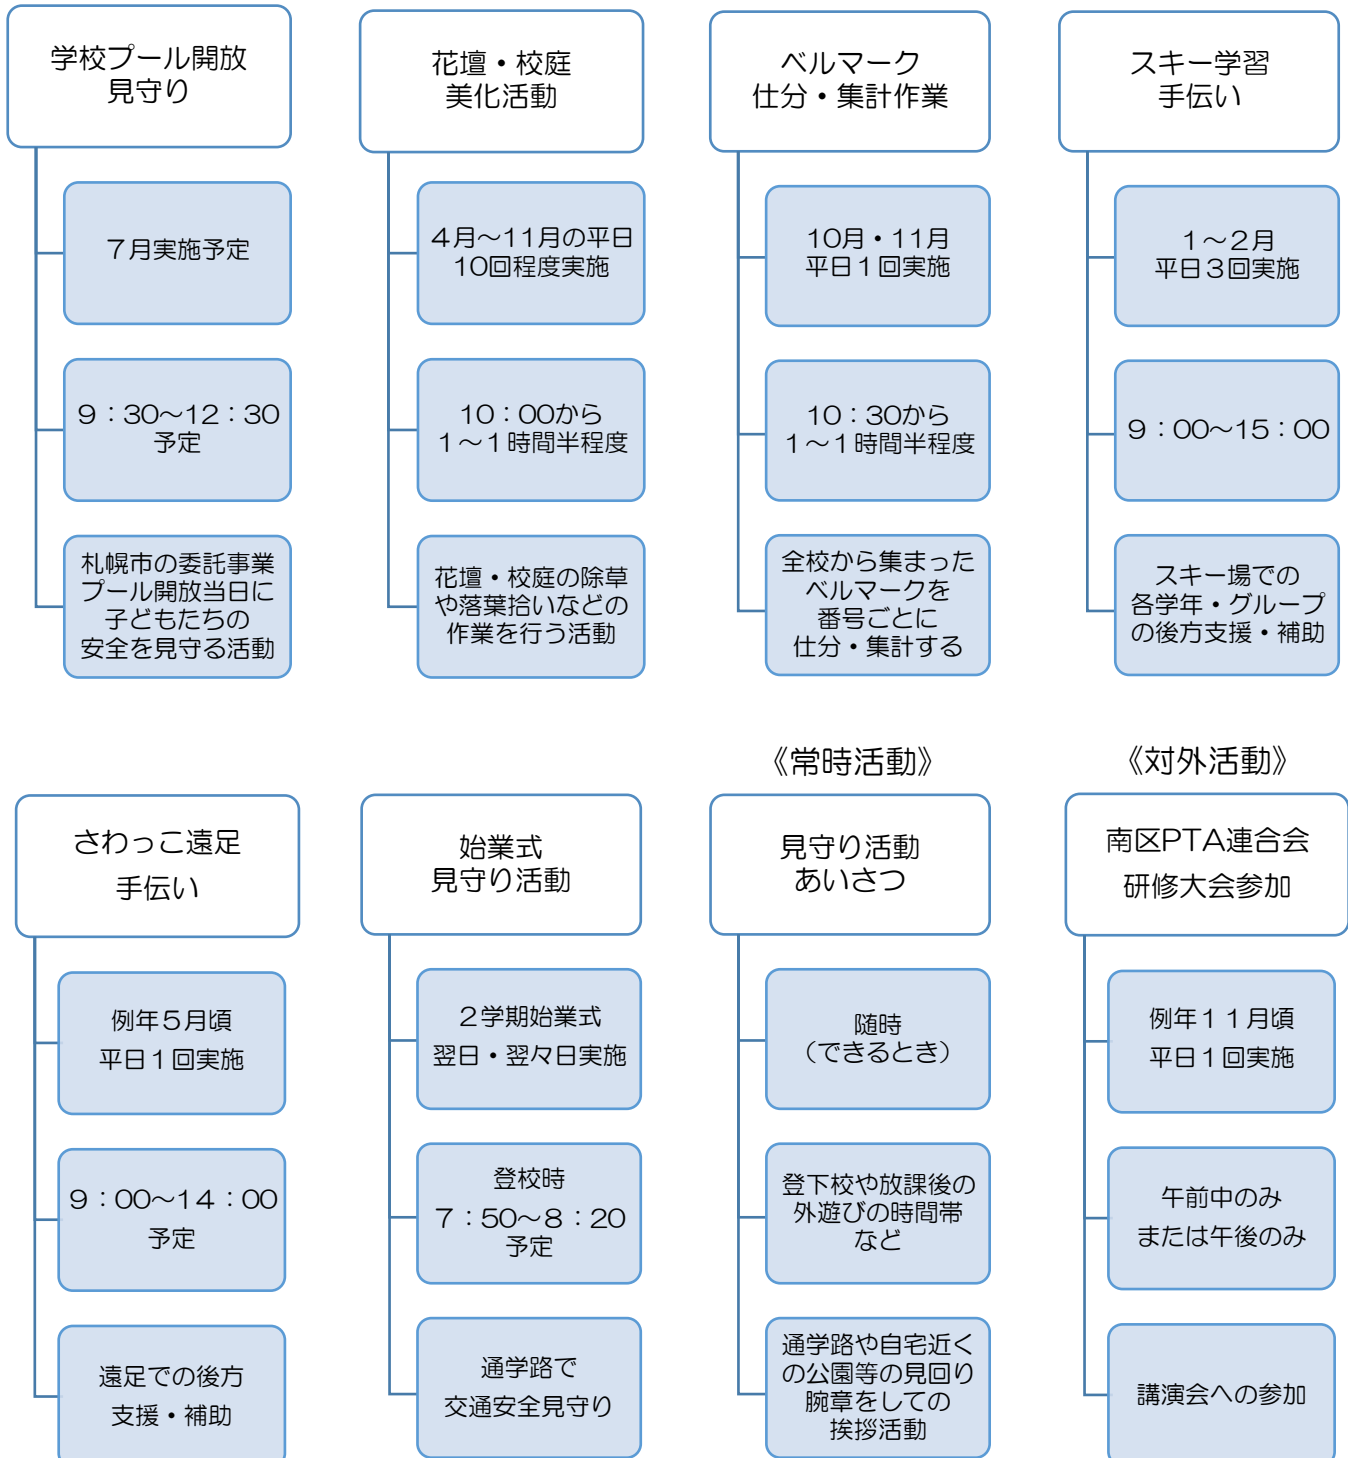 学校プール開放
見守り
7月実施予定
9：30～12：30
予定
札幌市の委託事業
プール開放当日に
子どもたちの
安全を見守る活動
花壇・校庭
美化活動
4月～11月の平日
10回程度実施
10：00から
1～1時間半程度
花壇・校庭の除草
や落葉拾いなどの
作業を行う活動
ベルマーク
仕分・集計作業
10月・11月
平日1回実施
10：30から
1～1時間半程度
全校から集まった
ベルマークを
番号ごとに
仕分・集計する
スキー学習
手伝い
1～2月
平日3回実施
9：00～15：00
スキー場での
各学年・グループ
の後方支援・補助
さわっこ遠足
手伝い
例年5月頃
平日1回実施
9：00～14：00
予定
遠足での後方
支援・補助
始業式
見守り活動
2学期始業式
翌日・翌々日実施
登校時
7：50～8：20
予定
通学路で
交通安全見守り
《常時活動》
見守り活動
あいさつ
随時
（できるとき）
登下校や放課後の
外遊びの時間帯
など
通学路や自宅近く
の公園等の見回り
腕章をしての
挨拶活動
《対外活動》
南区PTA連合会
研修大会参加
例年11月頃
平日1回実施
午前中のみ
または午後のみ
講演会への参加